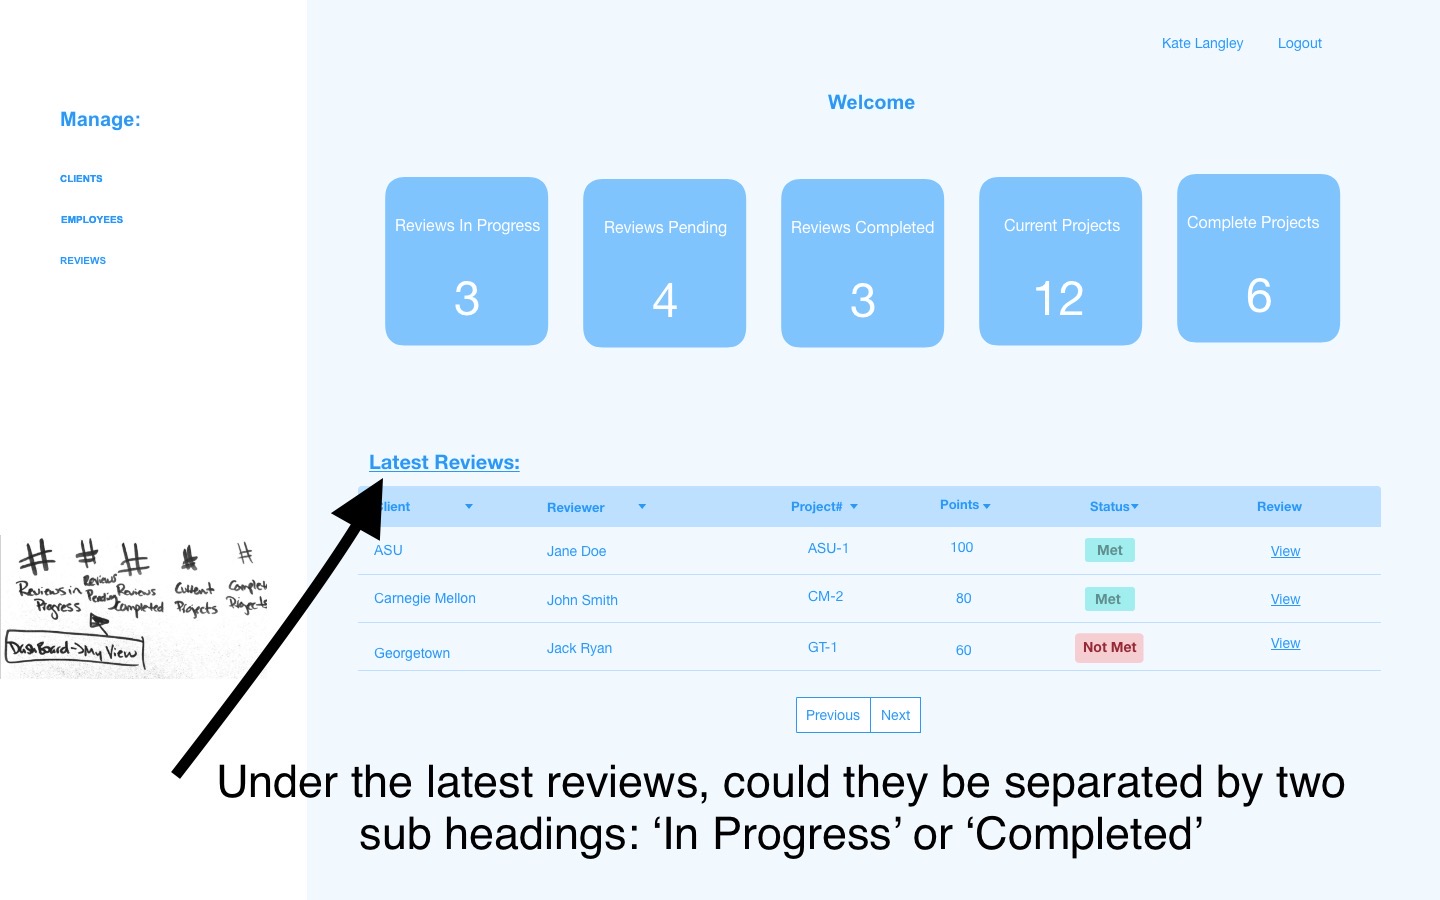 Kate Langley Logout
Welcome
Manage:
CLIENTS
EMPLOYEES
REVIEWS
Reviews In Progress Reviews Pending Reviews Completed Current Projects Complete Projects
3 4 3 12 6
Latest Reviews:
Client Reviewer Project# Points Status Review
ASU Jane Doe ASU-1 100 Met View
Carnegie Mellon John Smith CM-2 80 Met View
Georgetown Jack Ryan GT-1 60 Not Met View
Previous Next
# # # # #
Reviews in Reviews Reviews Current Complet
Progress Pending Completed Projects Projects
DashBoard->My View
Under the latest reviews, could they be separated by two
sub headings: ‘In Progress’ or ‘Completed’